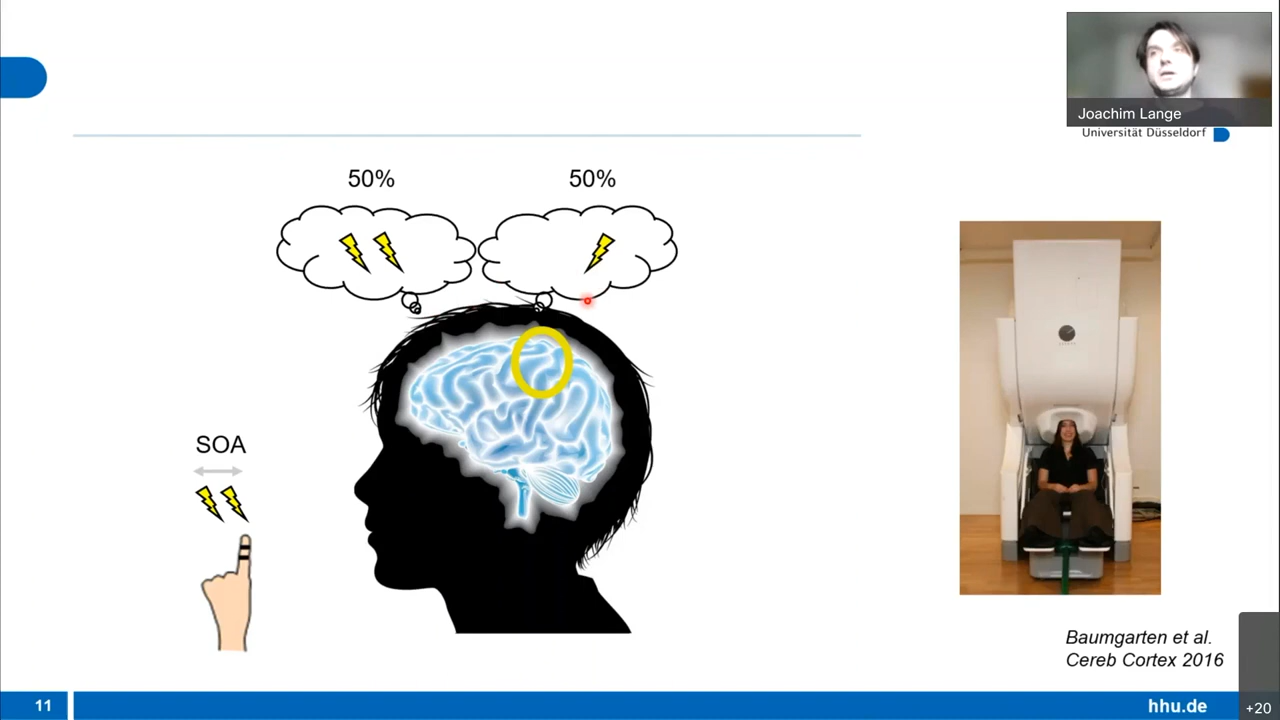 Joachim Lange
Universität Düsseldorf
50%
50%
SOA
Baumgarten et al.
Cereb Cortex 2016
11
hhu.de
+20